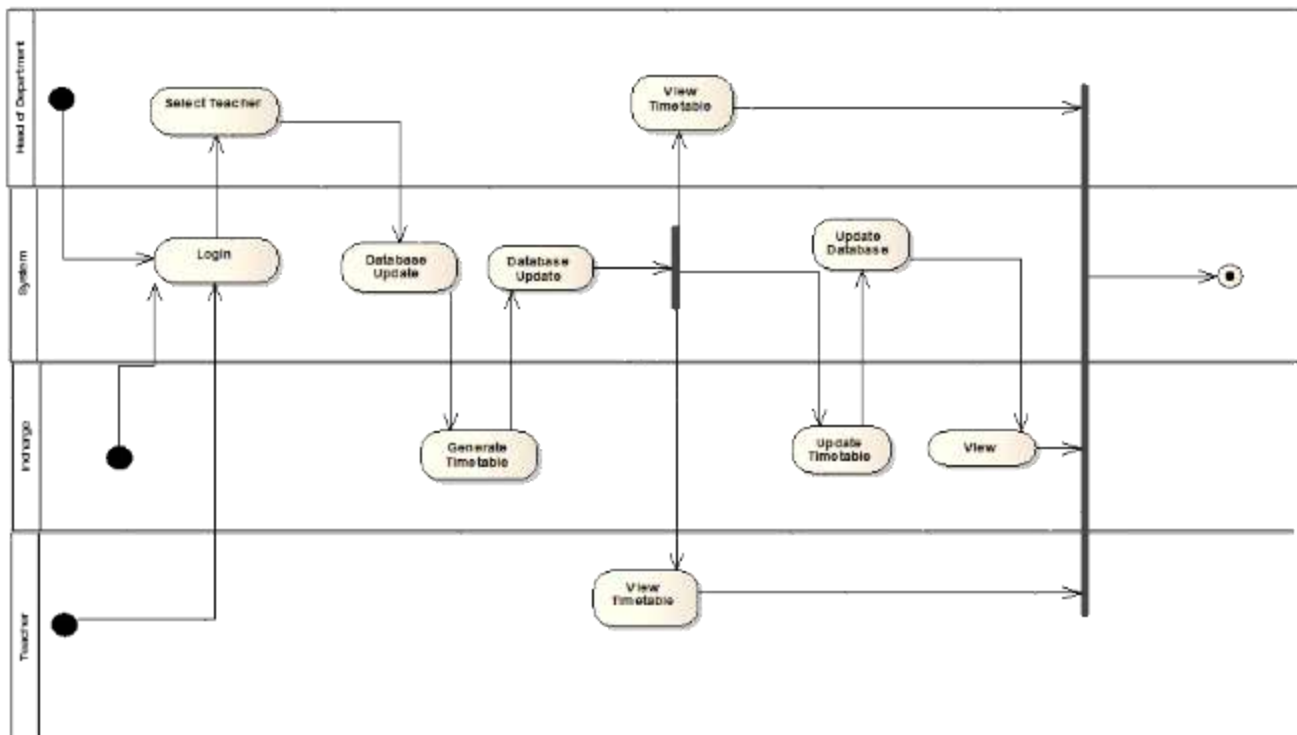 Head of Department
Select Teacher
View
Timetable
System
Login
Database
Update
Database
Update
Update
Database
Incharge
Generate
Timetable
Update
Timetable
View
Teacher
View
Timetable